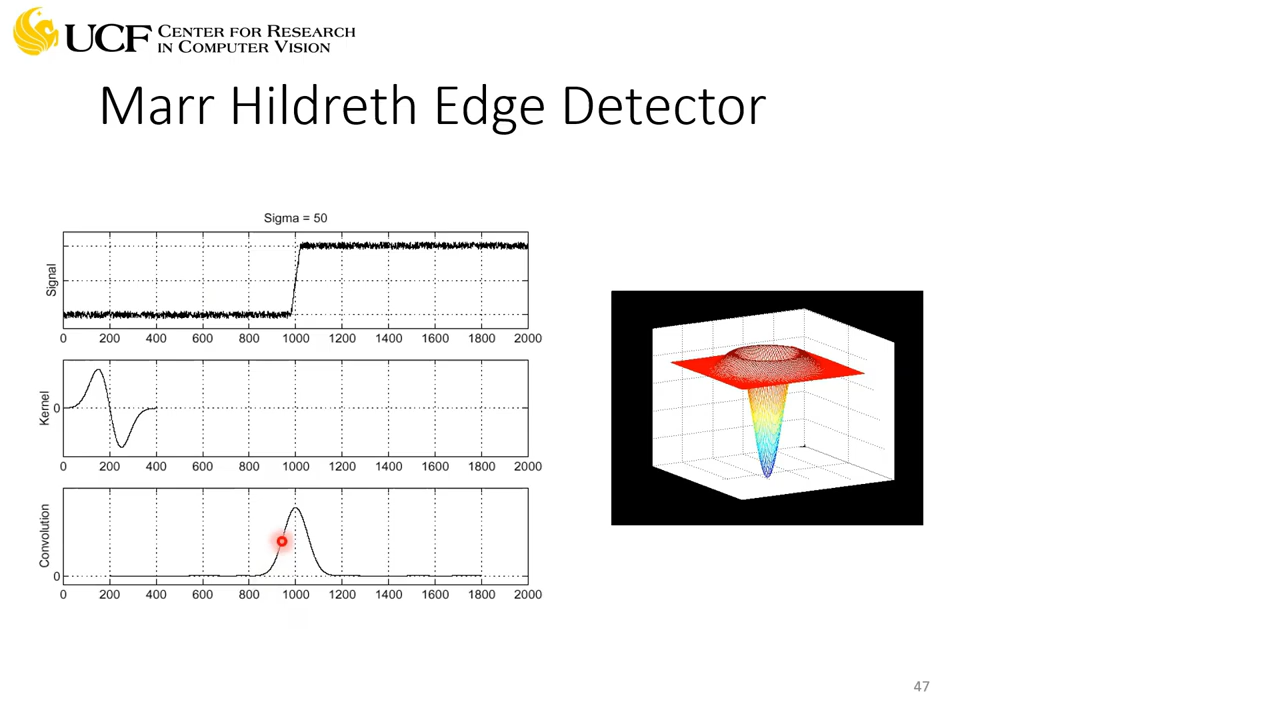 UCF CENTER FOR RESEARCH
IN COMPUTER VISION
Marr Hildreth Edge Detector
Sigma = 50
Signal
0 200 400 600 800 1000 1200 1400 1600 1800 2000
Kernel
0
0 200 400 600 800 1000 1200 1400 1600 1800 2000
Convolution
0
0 200 400 600 800 1000 1200 1400 1600 1800 2000
47